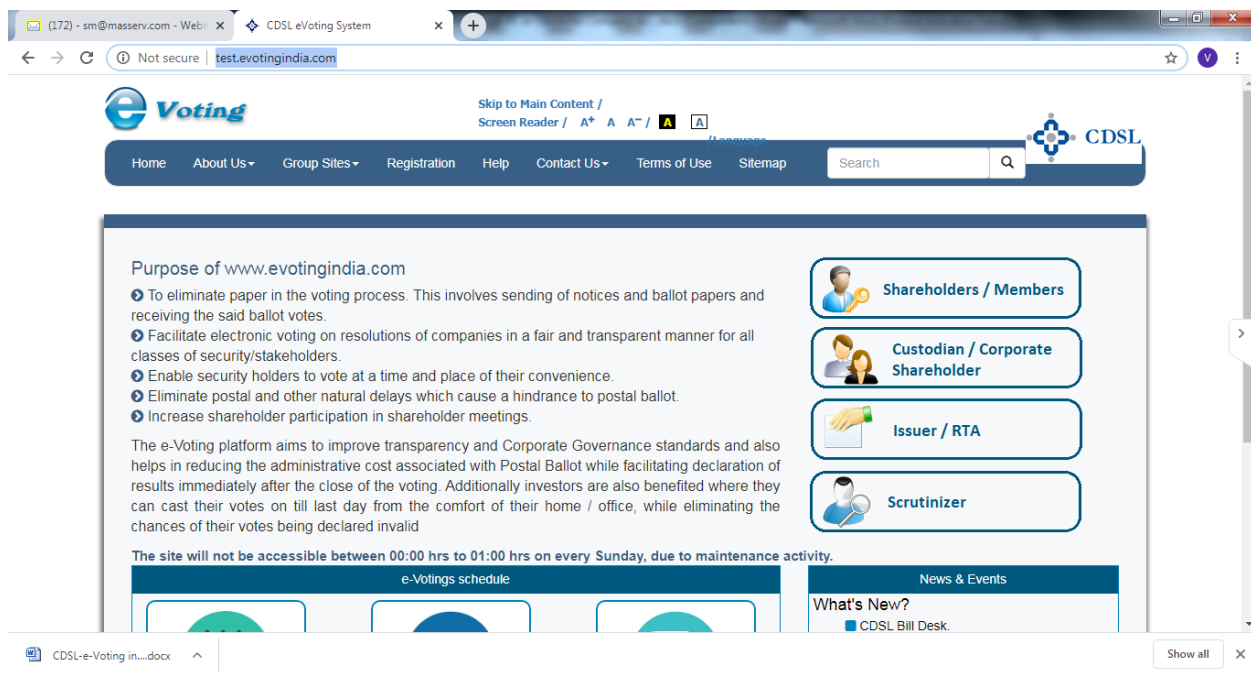 (172) - sm@masserv.com - Web
CDSL eVoting System
Not secure | test.evotingindia.com
V
e Voting
Skip to Main Content /
Screen Reader / A+ A A- / A A
/Language
CDSL
Home About Us Group Sites Registration Help Contact Us Terms of Use Sitemap Search
Purpose of www.evotingindia.com
To eliminate paper in the voting process. This involves sending of notices and ballot papers and
receiving the said ballot votes.
Facilitate electronic voting on resolutions of companies in a fair and transparent manner for all
classes of security/stakeholders.
Enable security holders to vote at a time and place of their convenience.
Eliminate postal and other natural delays which cause a hindrance to postal ballot.
Increase shareholder participation in shareholder meetings.
The e-Voting platform aims to improve transparency and Corporate Governance standards and also
helps in reducing the administrative cost associated with Postal Ballot while facilitating declaration of
results immediately after the close of the voting. Additionally investors are also benefited where they
can cast their votes on till last day from the comfort of their home / office, while eliminating the
chances of their votes being declared invalid
Shareholders / Members
Custodian / Corporate
Shareholder
Issuer / RTA
Scrutinizer
The site will not be accessible between 00:00 hrs to 01:00 hrs on every Sunday, due to maintenance activity.
e-Votings schedule
News & Events
What's New?
CDSL Bill Desk.
CDSL-e-Voting in....docx
Show all